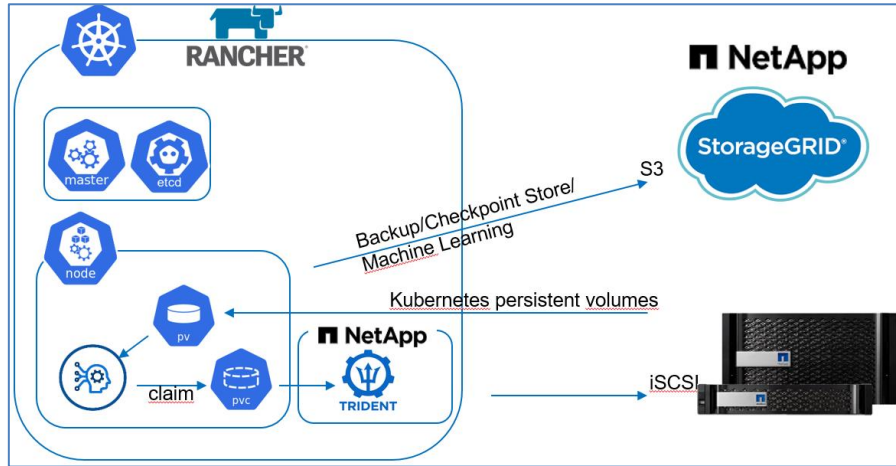 RANCHER®
NetApp
StorageGRID®
master
etcd
S3
Backup/Checkpoint Store/
Machine Learning
node
Kubernetes persistent volumes
pv
NetApp
TRIDENT
claim
pvc
iSCSI